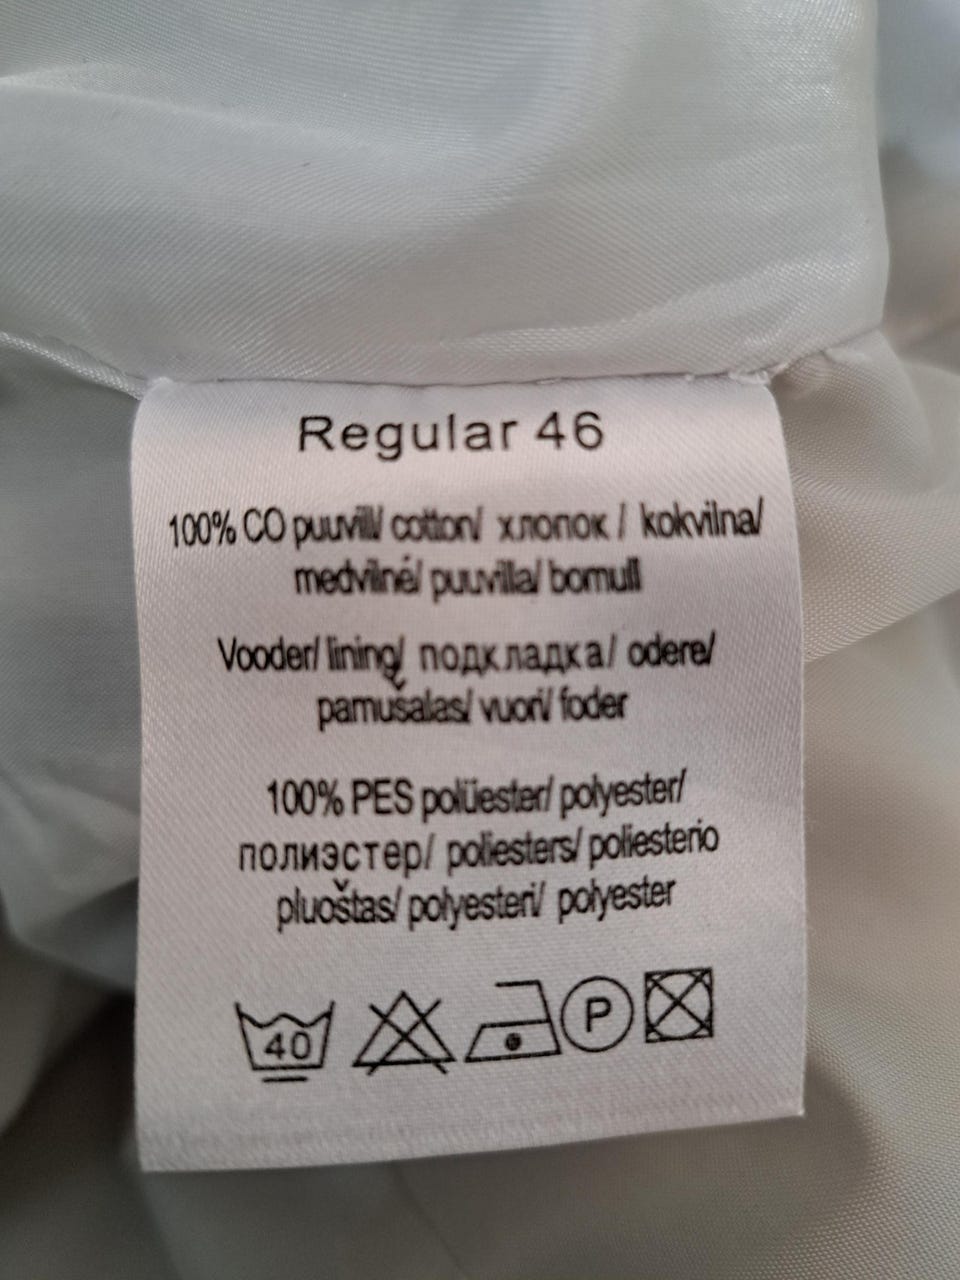 Regular 46
100% CO puuvill/ cotton/ хлопок / kokvilna/
medvilnė/ puuvilla/ bomull
Vooder/ lining/ подкладка/ odere/
pamušalas/ vuori/ foder
100% PES polüester/ polyester/
полиэстер/ poliesters/ poliesterio
pluoštas/ polyesteri/ polyester
40 P